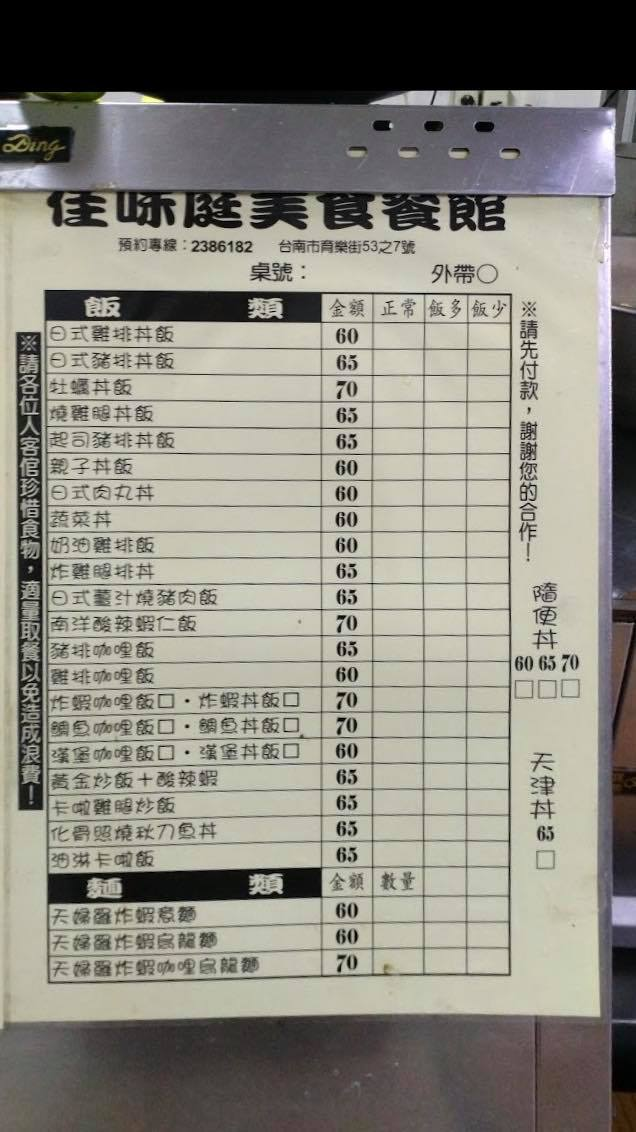 Ding
佳味庭美食餐館
預約專線：2386182 台南市育樂街53之7號
桌號： 外帶○
飯 類 金額 正常 飯多 飯少
日式雞排丼飯 60
日式豬排丼飯 65
牡蠣丼飯 70
燒雞腿丼飯 65
起司豬排丼飯 65
親子丼飯 60
日式肉丸丼 60
蔬菜丼 60
奶油雞排飯 60
炸雞腿排丼 65
日式薑汁燒豬肉飯 65
南洋酸辣蝦仁飯 70
豬排咖哩飯 65
雞排咖哩飯 60
炸蝦咖哩飯□・炸蝦丼飯□ 70
鯛魚咖哩飯□・鯛魚丼飯□ 70
漢堡咖哩飯□・漢堡丼飯□ 60
黃金炒飯＋酸辣蝦 65
卡啦雞腿炒飯 65
化骨照燒秋刀魚丼 65
油淋卡啦飯 65
麵 類 金額 數量
天婦羅炸蝦煮麵 60
天婦羅炸蝦烏龍麵 60
天婦羅炸蝦咖哩烏龍麵 70
※請各位人客倌珍惜食物，適量取餐以免造成浪費！
※請先付款，謝謝您的合作！
隨便丼
60 65 70
□□□
天津丼
65
□